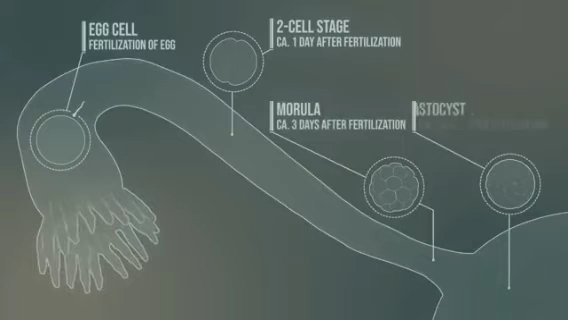 EGG CELL
FERTILIZATION OF EGG
2-CELL STAGE
CA. 1 DAY AFTER FERTILIZATION
MORULA
CA. 3 DAYS AFTER FERTILIZATION
ASTOCYST